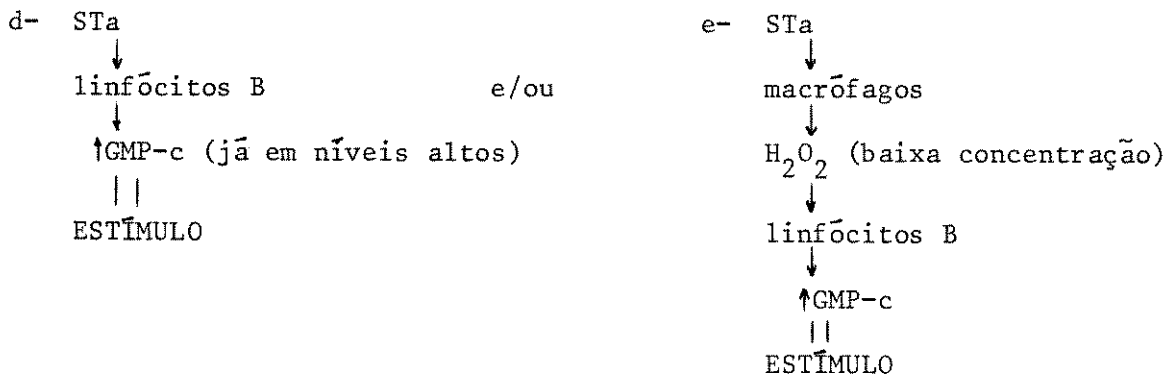 d- STa
↓
linfócitos B
↓
↑GMP-c (já em níveis altos)
||
ESTÍMULO
e/ou
e- STa
↓
macrófagos
↓
H₂O₂ (baixa concentração)
↓
linfócitos B
↓
↑GMP-c
||
ESTÍMULO